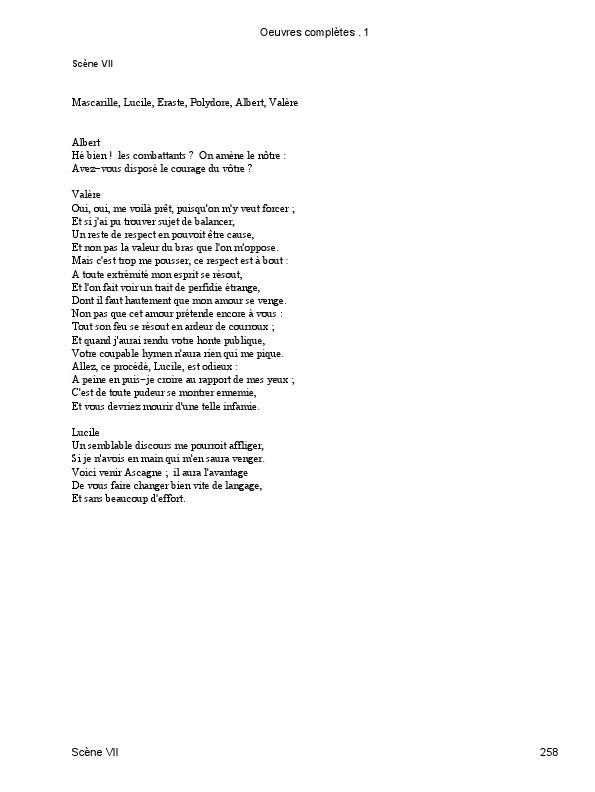 Oeuvres complètes . 1
Scène VII
Mascarille, Lucile, Eraste, Polydore, Albert, Valère
Albert
Hé bien !  les combattants ?  On amène le nôtre :
Avez−vous disposé le courage du vôtre ?
Valère
Oui, oui, me voilà prêt, puisqu'on m'y veut forcer ;
Et si j'ai pu trouver sujet de balancer,
Un reste de respect en pouvoit être cause,
Et non pas la valeur du bras que l'on m'oppose.
Mais c'est trop me pousser, ce respect est à bout :
A toute extrémité mon esprit se résout,
Et l'on fait voir un trait de perfidie étrange,
Dont il faut hautement que mon amour se venge.
Non pas que cet amour prétende encore à vous :
Tout son feu se résout en ardeur de courroux ;
Et quand j'aurai rendu votre honte publique,
Votre coupable hymen n'aura rien qui me pique.
Allez, ce procédé, Lucile, est odieux :
A peine en puis−je croire au rapport de mes yeux ;
C'est de toute pudeur se montrer ennemie,
Et vous devriez mourir d'une telle infamie.
Lucile
Un semblable discours me pourroit affliger,
Si je n'avois en main qui m'en saura venger.
Voici venir Ascagne ;  il aura l'avantage
De vous faire changer bien vite de langage,
Et sans beaucoup d'effort.
Scène VII 258